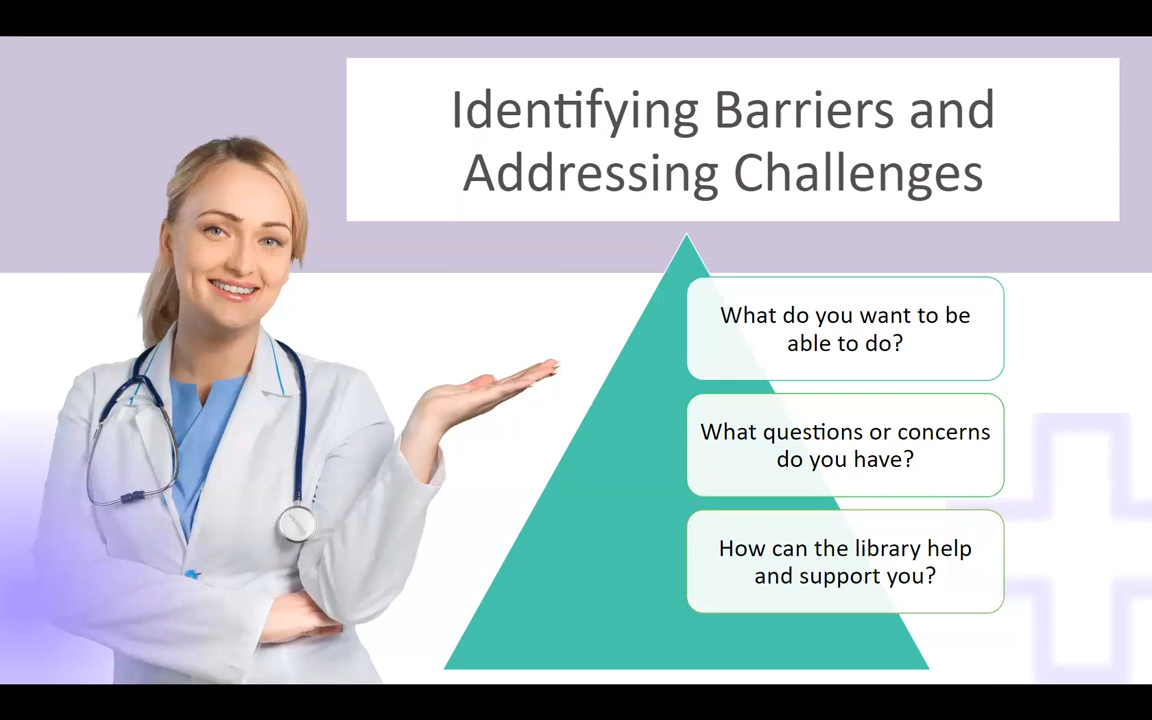 Identifying Barriers and
Addressing Challenges
What do you want to be
able to do?
What questions or concerns
do you have?
How can the library help
and support you?